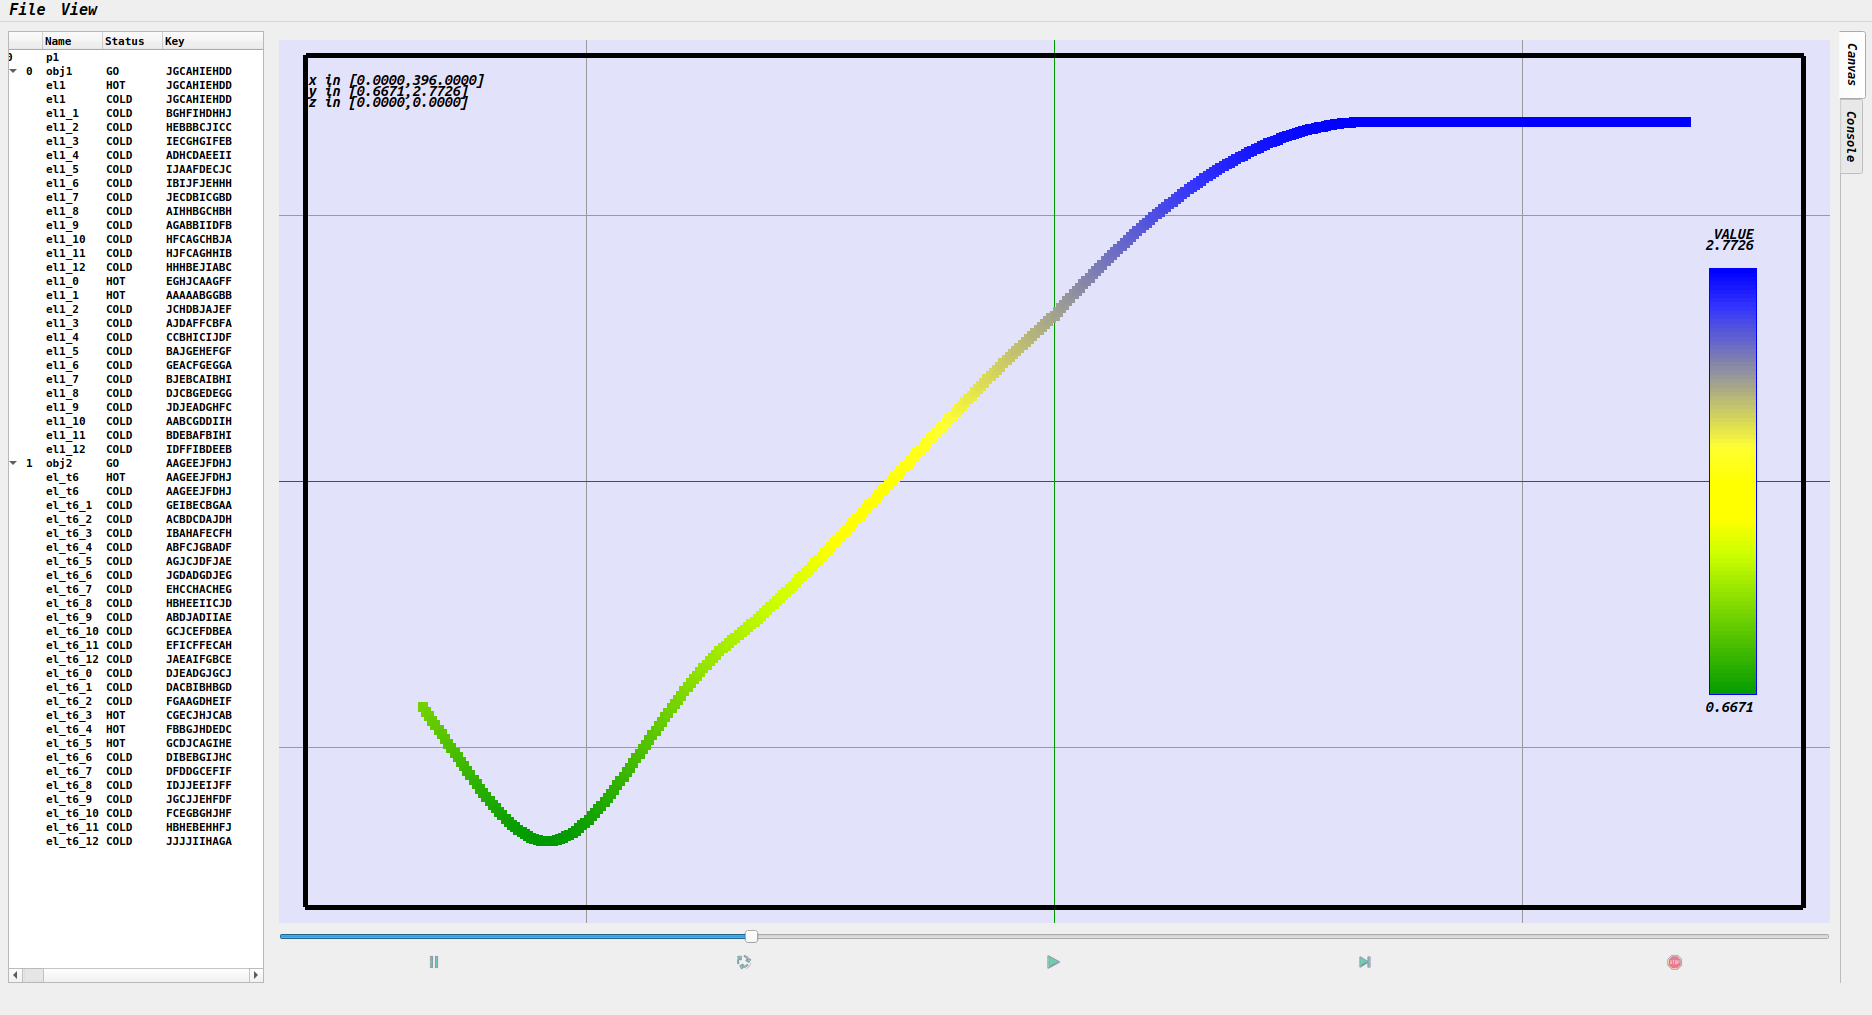 File View
Name Status Key
0 p1
0 obj1 GO JGCAHIEHDD
el1 HOT JGCAHIEHDD
el1 COLD JGCAHIEHDD
el1_1 COLD BGHFIHDHHJ
el1_2 COLD HEBBBCJICC
el1_3 COLD IECGHGIFEB
el1_4 COLD ADHCDAEEII
el1_5 COLD IJAAFDECJC
el1_6 COLD IBIJFJEHHH
el1_7 COLD JECDBICGBD
el1_8 COLD AIHHBGCHBH
el1_9 COLD AGABBIIDFB
el1_10 COLD HFCAGCHBJA
el1_11 COLD HJFCAGHHIB
el1_12 COLD HHHBEJIABC
el1_0 HOT EGHJCAAGFF
el1_1 HOT AAAAABGGBB
el1_2 COLD JCHDBJAJEF
el1_3 COLD AJDAFFCBFA
el1_4 COLD CCBHICIJDF
el1_5 COLD BAJGEHEFGF
el1_6 COLD GEACFGEGGA
el1_7 COLD BJEBCAIBHI
el1_8 COLD DJCBGEDEGG
el1_9 COLD JDJEADGHFC
el1_10 COLD AABCGDDIIH
el1_11 COLD BDEBAFBIHI
el1_12 COLD IDFFIBDEEB
1 obj2 GO AAGEEJFDHJ
el_t6 HOT AAGEEJFDHJ
el_t6 COLD AAGEEJFDHJ
el_t6_1 COLD GEIBECBGAA
el_t6_2 COLD ACBDCDAJDH
el_t6_3 COLD IBAHAFECFH
el_t6_4 COLD ABFCJGBADF
el_t6_5 COLD AGJCJDFJAE
el_t6_6 COLD JGDADGDJEG
el_t6_7 COLD EHCCHACHEG
el_t6_8 COLD HBHEEIICJD
el_t6_9 COLD ABDJADIIAE
el_t6_10 COLD GCJCEFDBEA
el_t6_11 COLD EFICFFECAH
el_t6_12 COLD JAEAIFGBCE
el_t6_0 COLD DJEADGJGCJ
el_t6_1 COLD DACBIBHBGD
el_t6_2 COLD FGAAGDHEIF
el_t6_3 HOT CGECJHJCAB
el_t6_4 HOT FBBGJHDEDC
el_t6_5 HOT GCDJCAGIHE
el_t6_6 COLD DIBEBGIJHC
el_t6_7 COLD DFDDGCEFIF
el_t6_8 COLD IDJJEEIJFF
el_t6_9 COLD JGCJJEHFDF
el_t6_10 COLD FCEGBGHJHF
el_t6_11 COLD HBHEBEHHFJ
el_t6_12 COLD JJJJIIHAGA
x in [0.0000,396.0000]
y in [0.6671,2.7726]
z in [0.0000,0.0000]
VALUE
2.7726
0.6671
STOP
Canvas
Console